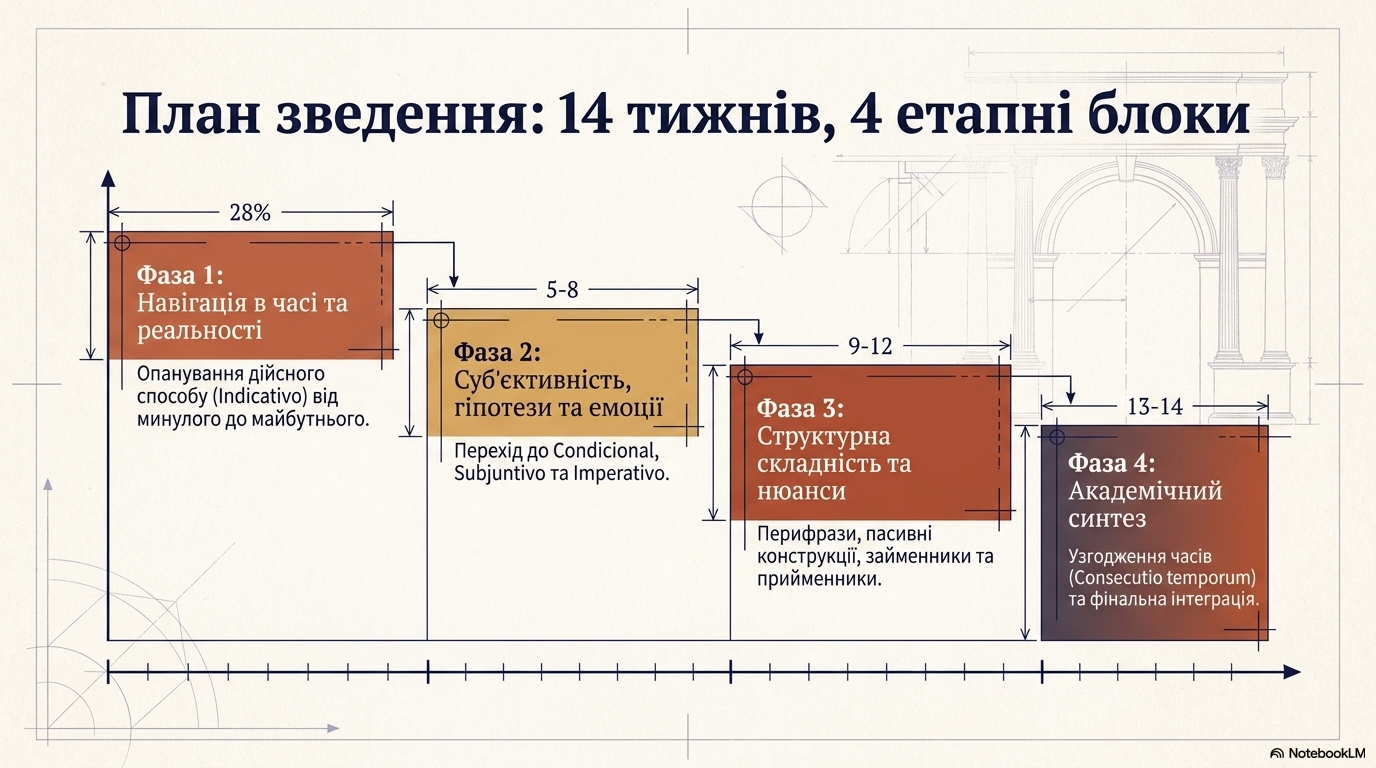 План зведення: 14 тижнів, 4 етапні блоки
28%
Фаза 1:
Навігація в часі та
реальності
Опанування дійсного
способу (Indicativo) від
минулого до майбутнього.
5-8
Фаза 2:
Суб'єктивність,
гіпотези та емоції
Перехід до Condicional,
Subjuntivo та Imperativo.
9-12
Фаза 3:
Структурна
складність та
нюанси
Перифрази, пасивні
конструкції, займенники та
прийменники.
13-14
Фаза 4:
Академічний
синтез
Узгодження часів
(Consecutio temporum)
та фінальна інтеграція.
NotebookLM